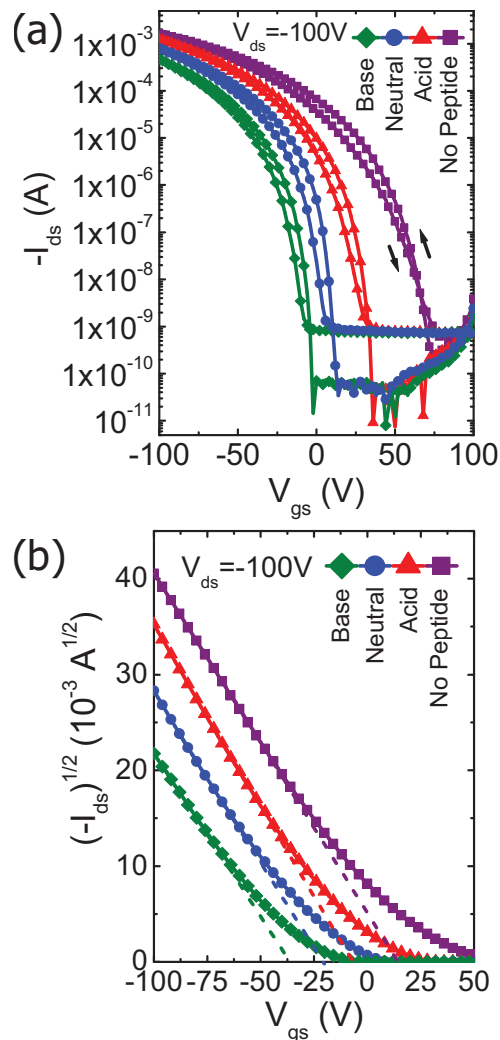 (a)
V_ds=-100V
Base
Neutral
Acid
No Peptide
-I_ds (A)
1x10^-3
1x10^-4
1x10^-5
1x10^-6
1x10^-7
1x10^-8
1x10^-9
1x10^-10
10^-11
-100 -50 0 50 100
V_gs (V)
(b)
V_ds=-100V
Base
Neutral
Acid
No Peptide
(-I_ds)^1/2 (10^-3 A^1/2)
40
30
20
10
0
-100 -75 -50 -25 0 25 50
V_gs (V)